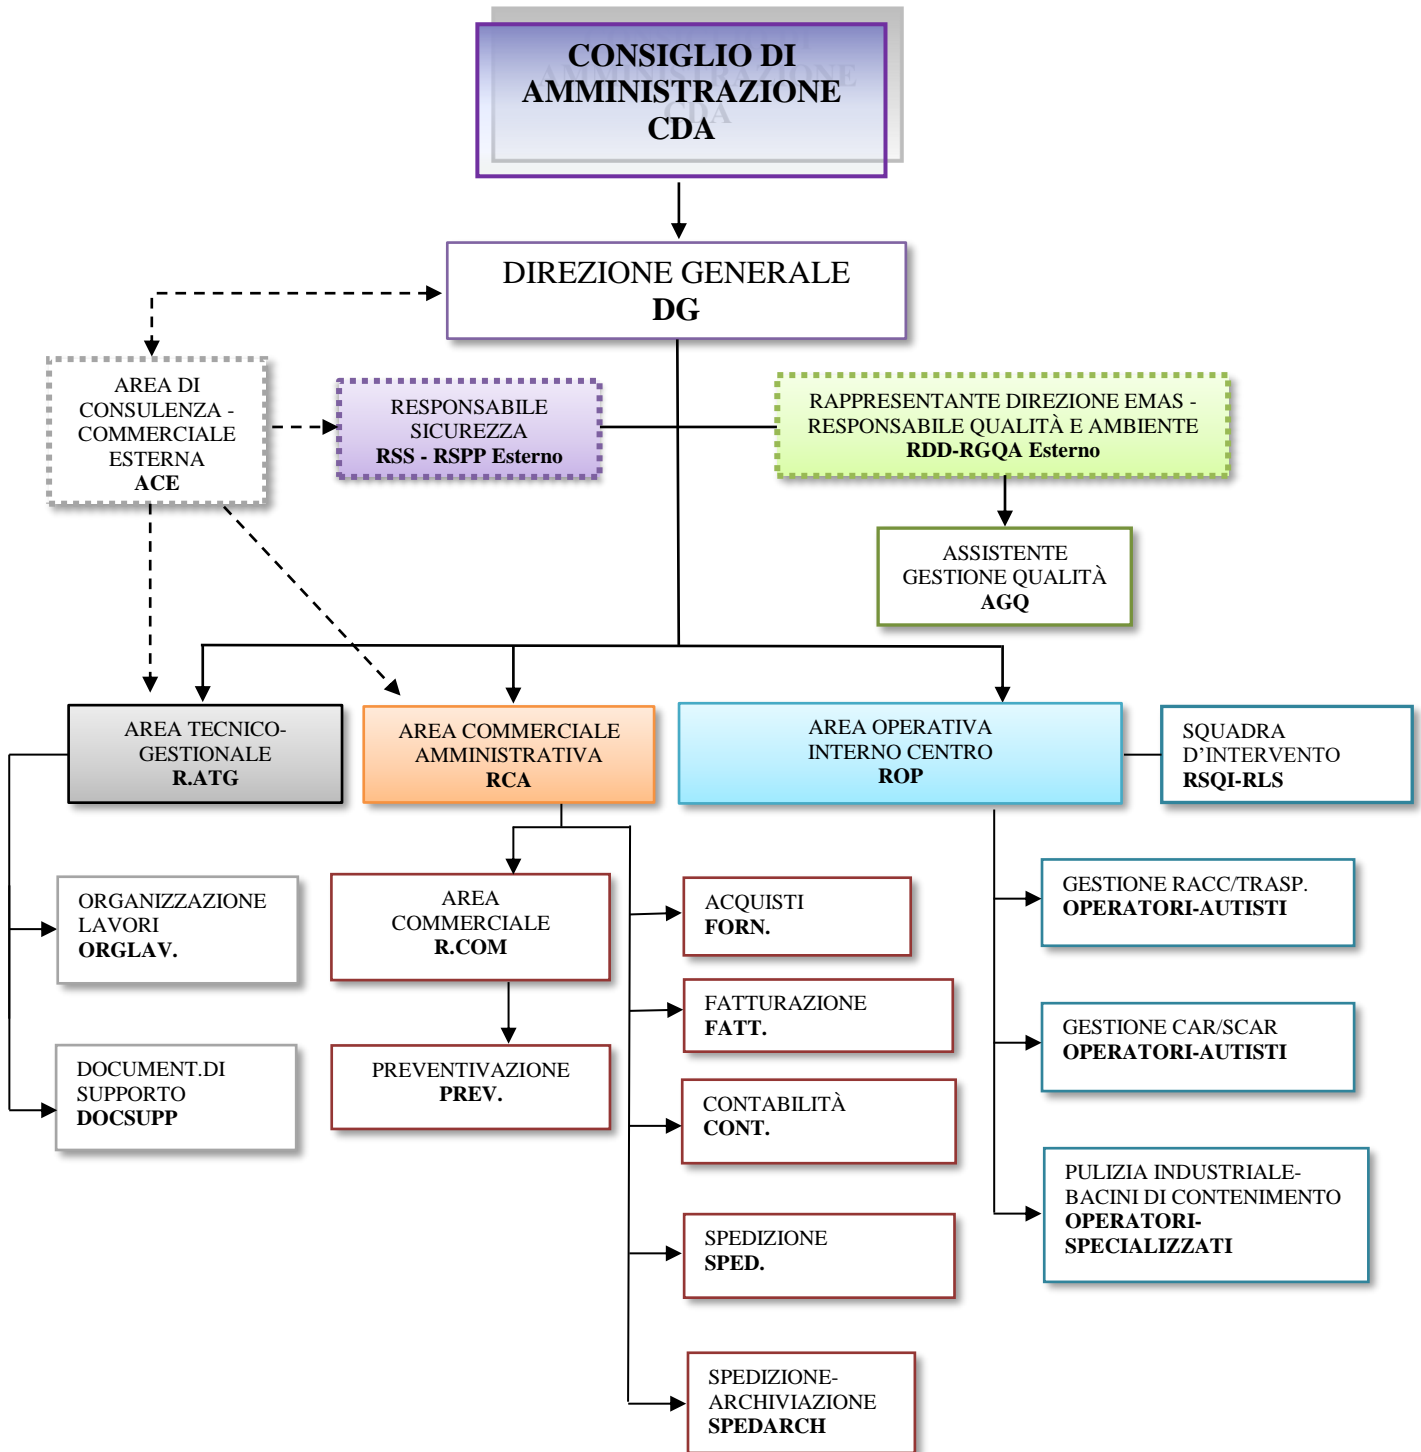 CONSIGLIO DI
AMMINISTRAZIONE
CDA
DIREZIONE GENERALE
DG
AREA DI
CONSULENZA -
COMMERCIALE
ESTERNA
ACE
RESPONSABILE
SICUREZZA
RSS - RSPP Esterno
RAPPRESENTANTE DIREZIONE EMAS -
RESPONSABILE QUALITÀ E AMBIENTE
RDD-RGQA Esterno
ASSISTENTE
GESTIONE QUALITÀ
AGQ
AREA TECNICO-
GESTIONALE
R.ATG
AREA COMMERCIALE
AMMINISTRATIVA
RCA
AREA OPERATIVA
INTERNO CENTRO
ROP
SQUADRA
D’INTERVENTO
RSQI-RLS
ORGANIZZAZIONE
LAVORI
ORGLAV.
DOCUMENT.DI
SUPPORTO
DOCSUPP
AREA
COMMERCIALE
R.COM
PREVENTIVAZIONE
PREV.
ACQUISTI
FORN.
FATTURAZIONE
FATT.
CONTABILITÀ
CONT.
SPEDIZIONE
SPED.
SPEDIZIONE-
ARCHIVIAZIONE
SPEDARCH
GESTIONE RACC/TRASP.
OPERATORI-AUTISTI
GESTIONE CAR/SCAR
OPERATORI-AUTISTI
PULIZIA INDUSTRIALE-
BACINI DI CONTENIMENTO
OPERATORI-
SPECIALIZZATI